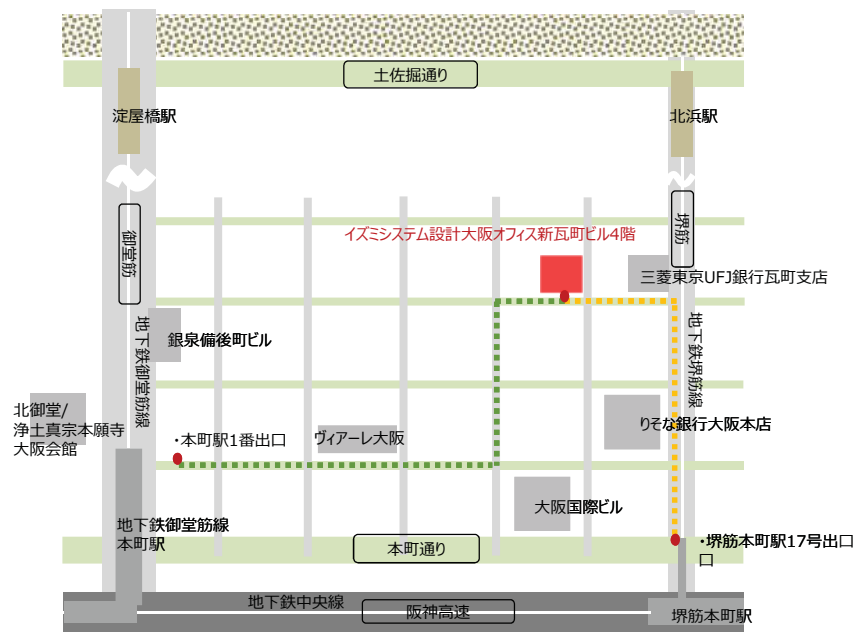 土佐掘通り
淀屋橋駅
北浜駅
御堂筋
堺筋
イズミシステム設計大阪オフィス新瓦町ビル4階
三菱東京UFJ銀行瓦町支店
地下鉄御堂筋線
銀泉備後町ビル
地下鉄堺筋線
北御堂/
浄土真宗本願寺
大阪会館
・本町駅1番出口
ヴィアーレ大阪
りそな銀行大阪本店
大阪国際ビル
地下鉄御堂筋線
本町駅
本町通り
・堺筋本町駅17号出口
口
地下鉄中央線
阪神高速
堺筋本町駅